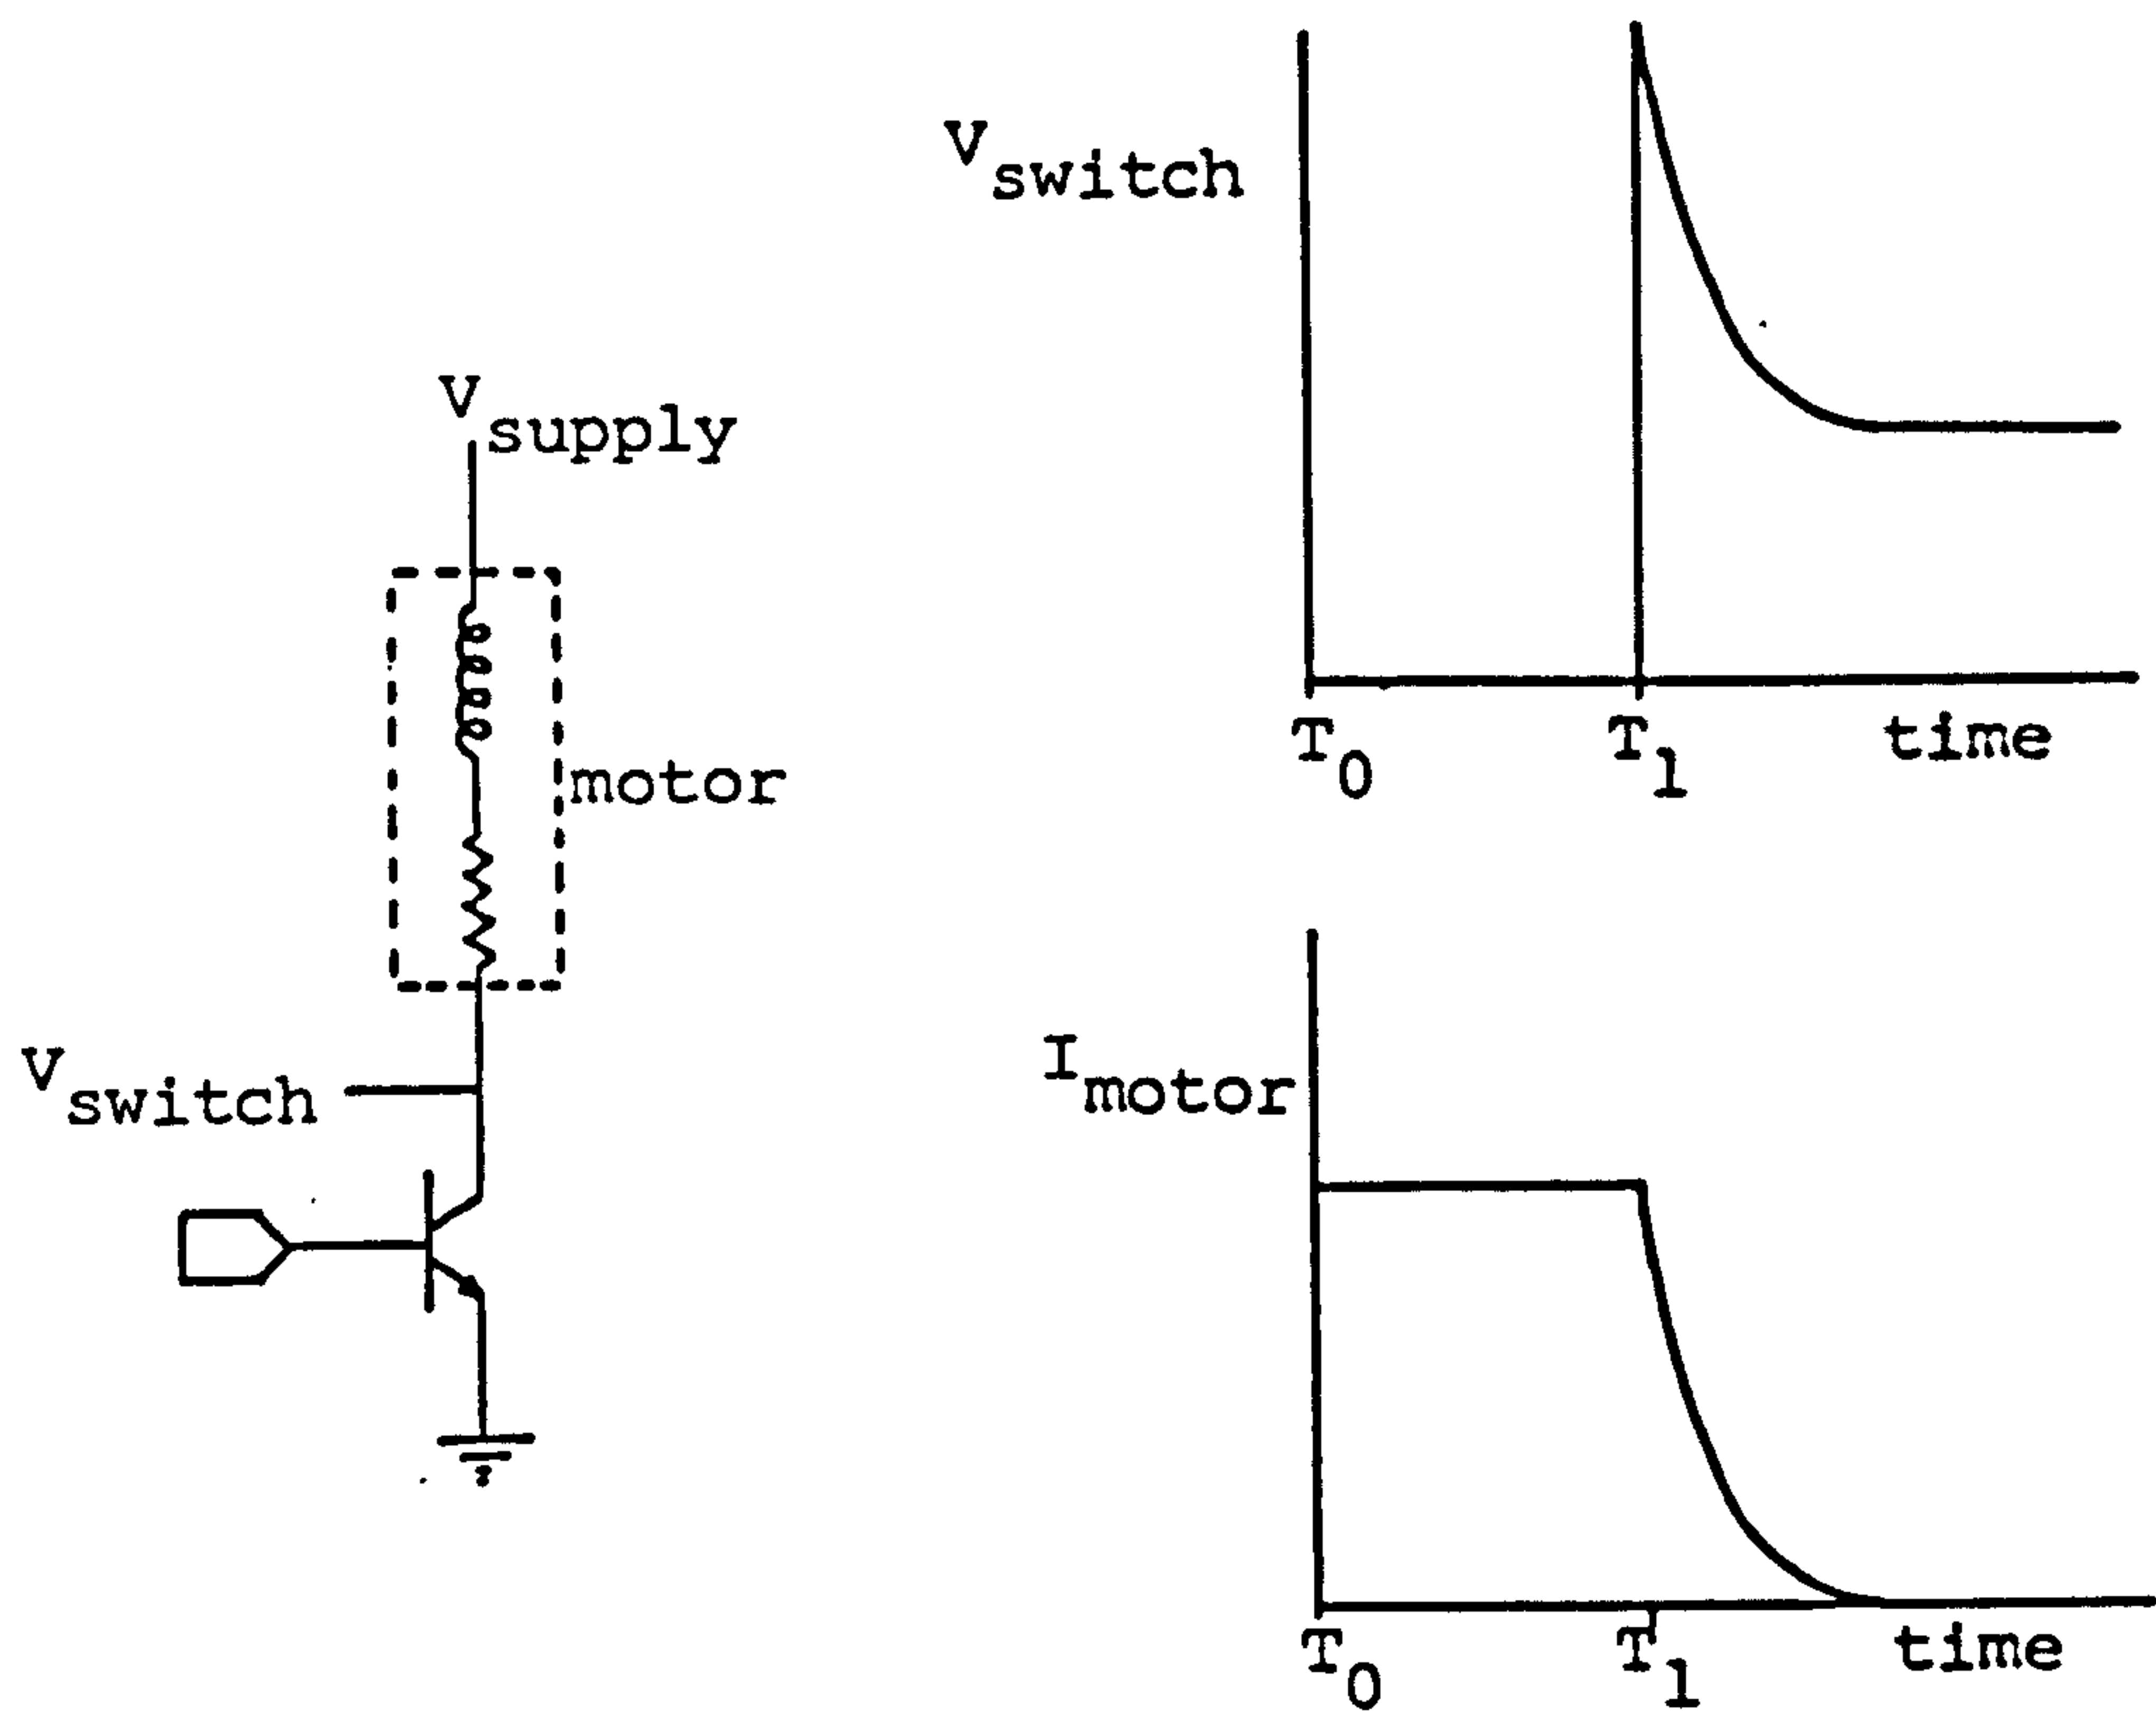 V_supply
motor
V_switch
V_switch
T_0
T_1
time
I_motor
T_0
T_1
time